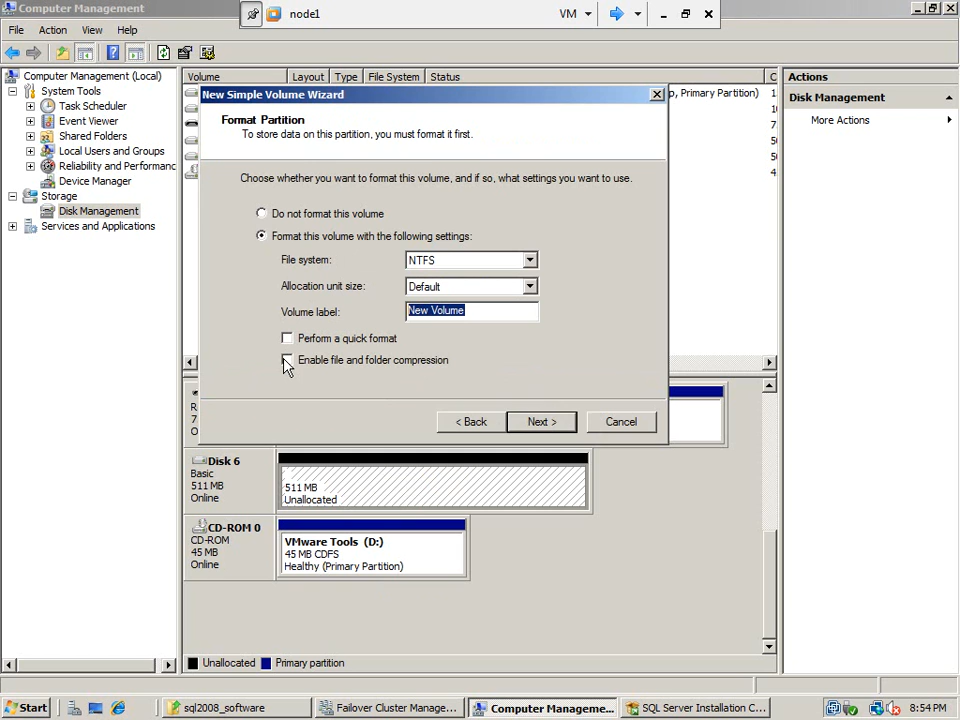 Computer Management
node1
VM
File Action View Help
Computer Management (Local)
System Tools
Task Scheduler
Event Viewer
Shared Folders
Local Users and Groups
Reliability and Performanc
Device Manager
Storage
Disk Management
Services and Applications
Volume Layout Type File System Status C
p, Primary Partition) 1
New Simple Volume Wizard
Format Partition
To store data on this partition, you must format it first.
Choose whether you want to format this volume, and if so, what settings you want to use.
Do not format this volume
Format this volume with the following settings:
File system: NTFS
Allocation unit size: Default
Volume label: New Volume
Perform a quick format
Enable file and folder compression
< Back Next > Cancel
Disk 6
Basic
511 MB
Online
511 MB
Unallocated
CD-ROM 0
CD-ROM
45 MB
Online
VMware Tools (D:)
45 MB CDFS
Healthy (Primary Partition)
Unallocated Primary partition
Actions
Disk Management
More Actions
Start sql2008_software Failover Cluster Manage... Computer Manageme... SQL Server Installation C... 8:54 PM